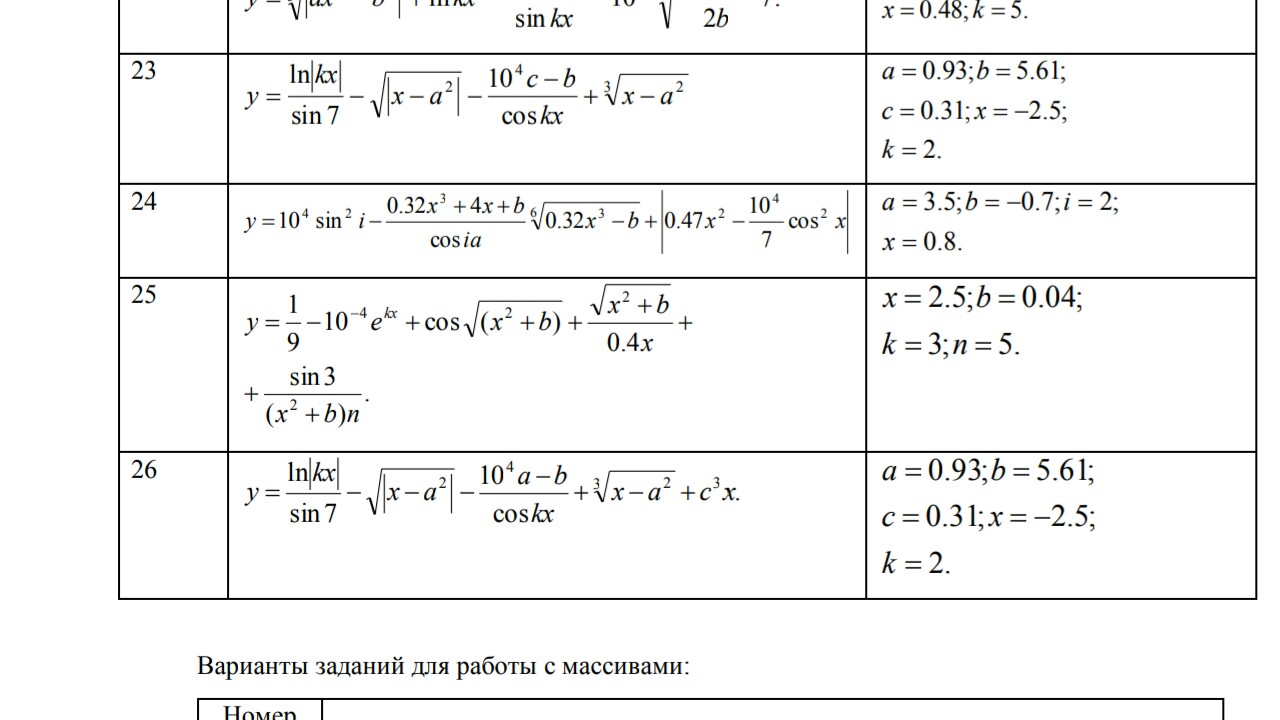 sin kx 2b x = 0.48; k = 5.
23 y = ln|kx| / sin 7 − √|x − a²| − (10⁴c − b) / cos kx + ∛(x − a²) a = 0.93; b = 5.61;
c = 0.31; x = −2.5;
k = 2.
24 y = 10⁴ sin² i − (0.32x³ + 4x + b) / cos ia ⁶√(0.32x³ − b) + |0.47x² − 10⁴/7 cos² x| a = 3.5; b = −0.7; i = 2;
x = 0.8.
25 y = 1/9 − 10⁻⁴ eᵏˣ + cos √((x² + b)) + √(x² + b) / 0.4x + x = 2.5; b = 0.04;
k = 3; n = 5.
+ sin 3 / (x² + b)n .
26 y = ln|kx| / sin 7 − √|x − a²| − (10⁴a − b) / cos kx + ∛(x − a²) + c³x. a = 0.93; b = 5.61;
c = 0.31; x = −2.5;
k = 2.
Варианты заданий для работы с массивами:
Номер